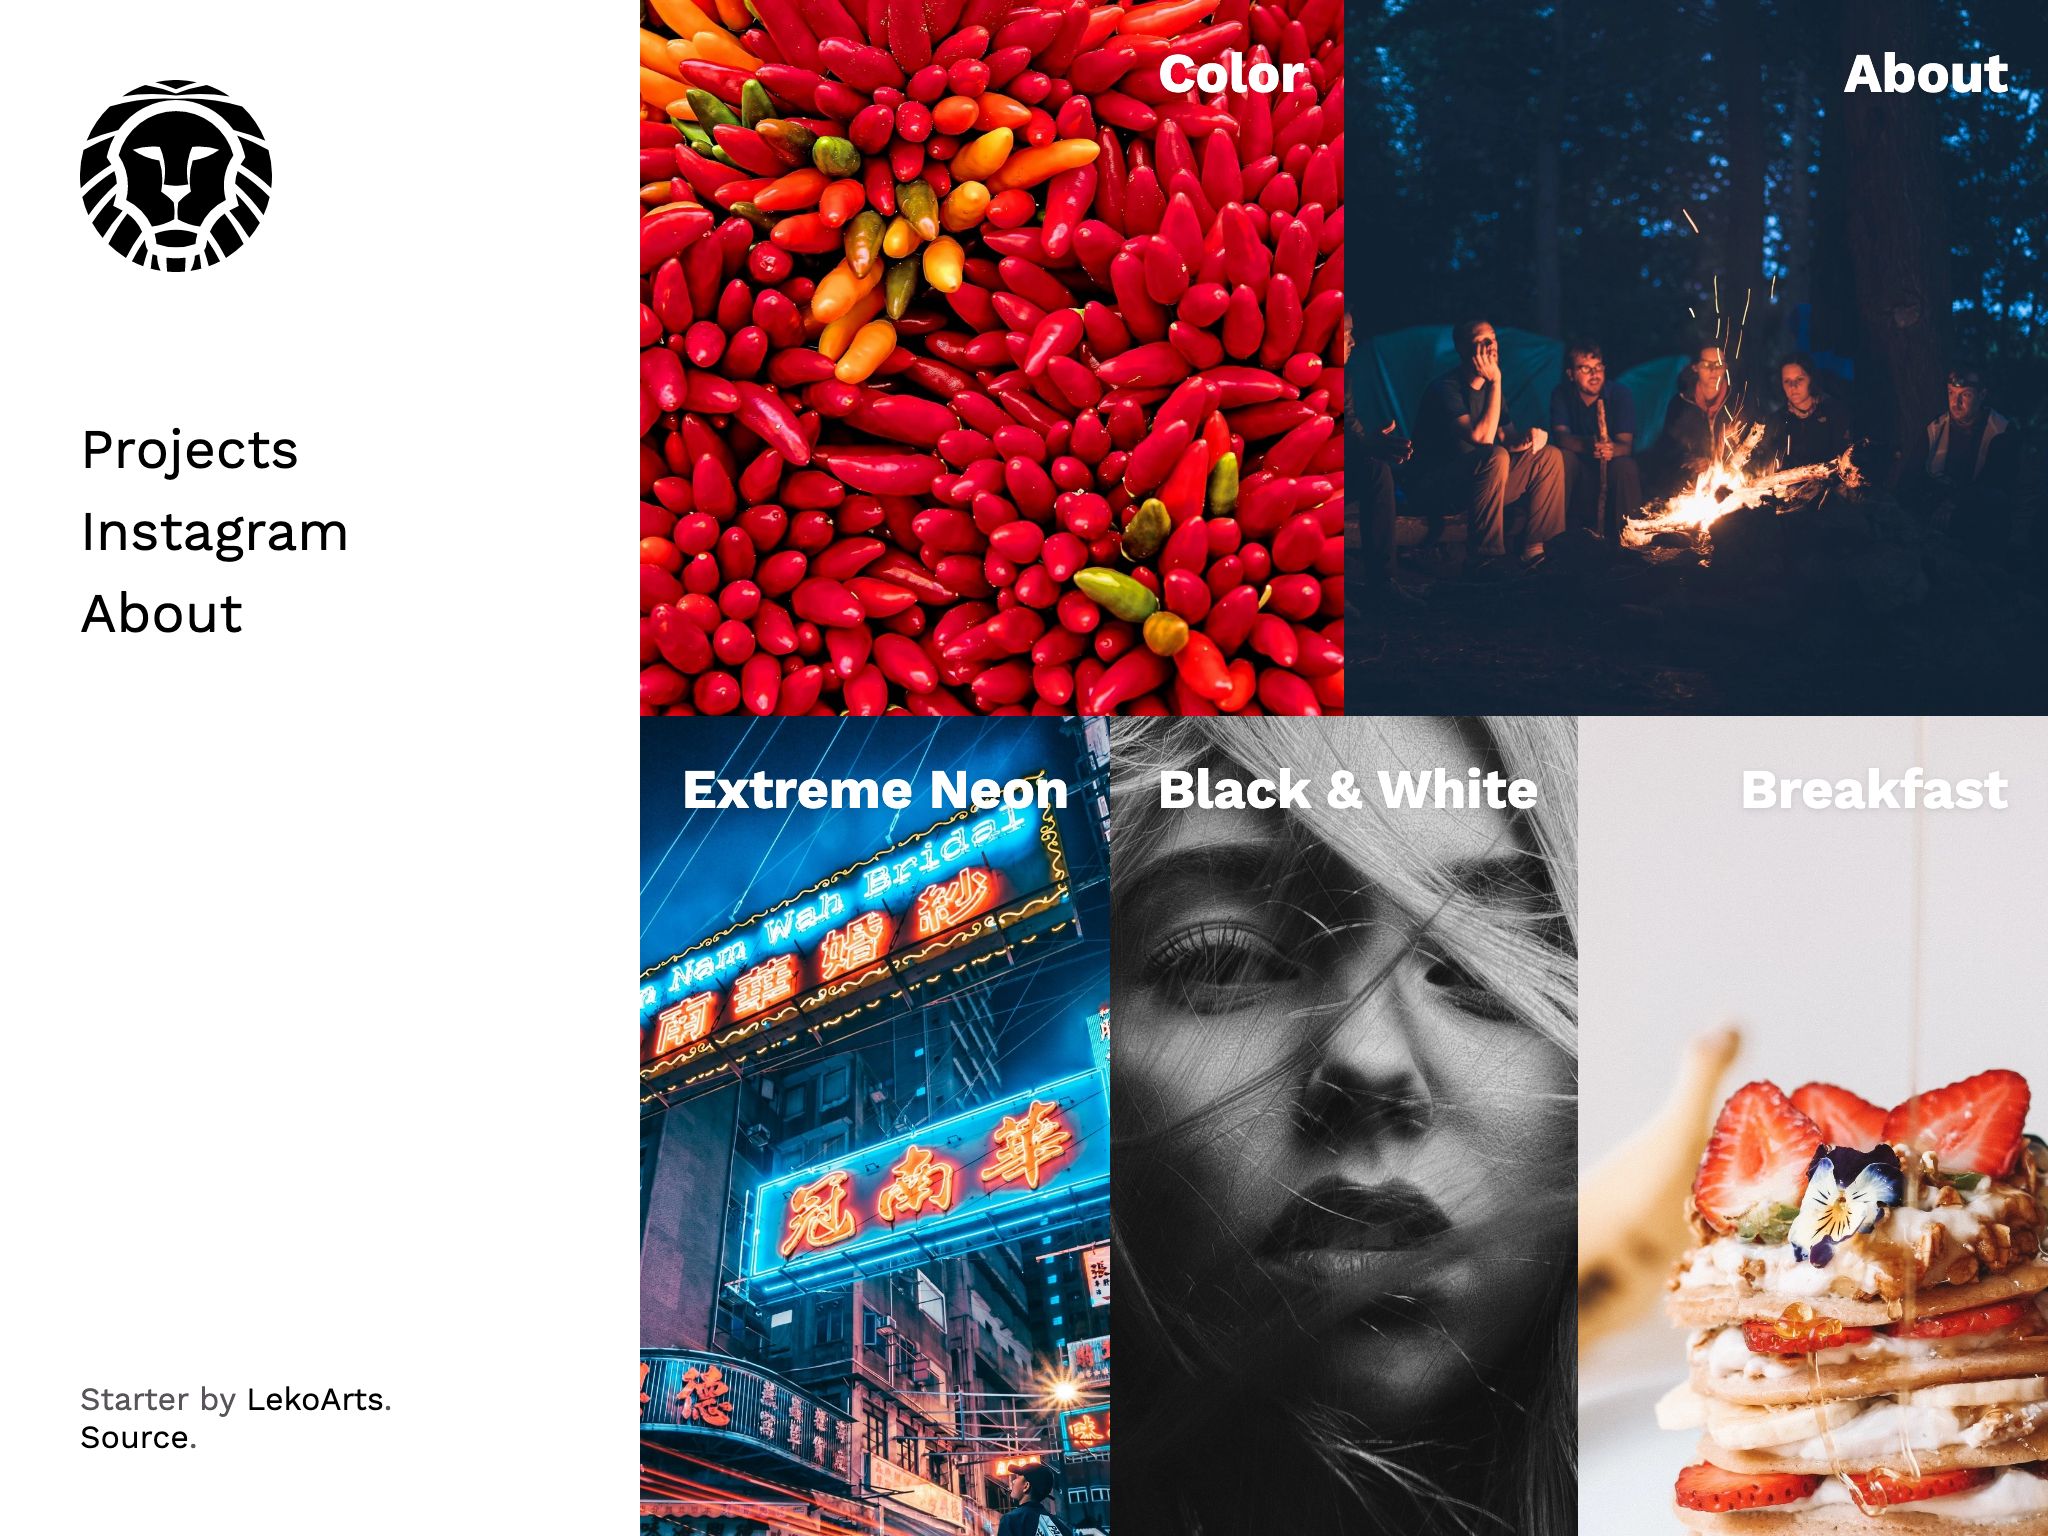 Projects
Instagram
About
Starter by LekoArts.
Source.
Color
About
Extreme Neon
Nam Wah Bridal
南華婚紗
冠南華
德
Black & White
Breakfast